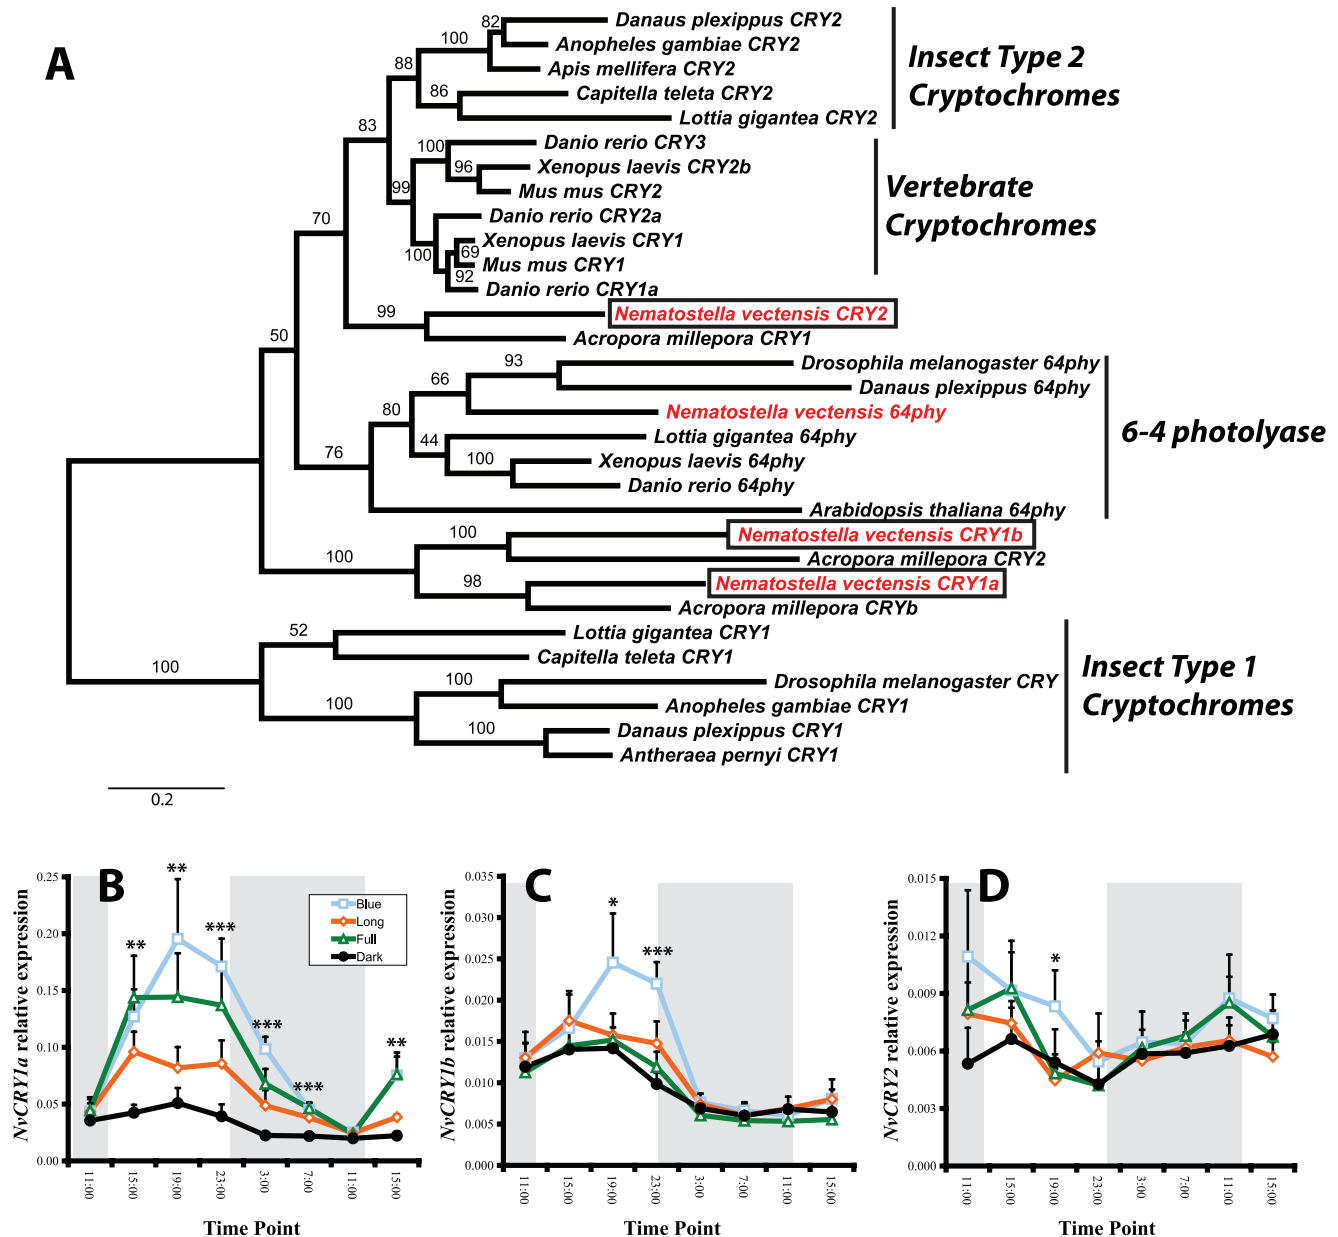 A
82
Danaus plexippus CRY2
100
Anopheles gambiae CRY2
88
Apis mellifera CRY2
86
Capitella teleta CRY2
Lottia gigantea CRY2
Insect Type 2
Cryptochromes
83
100
Danio rerio CRY3
96
Xenopus laevis CRY2b
99
Mus mus CRY2
70
Danio rerio CRY2a
100
Xenopus laevis CRY1
69
Mus mus CRY1
92
Danio rerio CRY1a
Vertebrate
Cryptochromes
99
Nematostella vectensis CRY2
50
Acropora millepora CRY1
93
Drosophila melanogaster 64phy
66
Danaus plexippus 64phy
80
Nematostella vectensis 64phy
44
Lottia gigantea 64phy
76
100
Xenopus laevis 64phy
Danio rerio 64phy
Arabidopsis thaliana 64phy
6-4 photolyase
100
Nematostella vectensis CRY1b
100
Acropora millepora CRY2
98
Nematostella vectensis CRY1a
Acropora millepora CRYb
52
Lottia gigantea CRY1
100
Capitella teleta CRY1
100
Drosophila melanogaster CRY
100
Anopheles gambiae CRY1
100
Danaus plexippus CRY1
Antheraea pernyi CRY1
Insect Type 1
Cryptochromes
0.2
B
NvCRY1a relative expression
0.25
0.20
0.15
0.10
0.05
0.00
**
**
***
***
***
**
Blue
Long
Full
Dark
11:00
15:00
19:00
23:00
3:00
7:00
11:00
15:00
Time Point
C
NvCRY1b relative expression
0.035
0.030
0.025
0.020
0.015
0.010
0.005
0.000
*
***
11:00
15:00
19:00
23:00
3:00
7:00
11:00
15:00
Time Point
D
NvCRY2 relative expression
0.015
0.012
0.009
0.006
0.003
0.000
*
11:00
15:00
19:00
23:00
3:00
7:00
11:00
15:00
Time Point